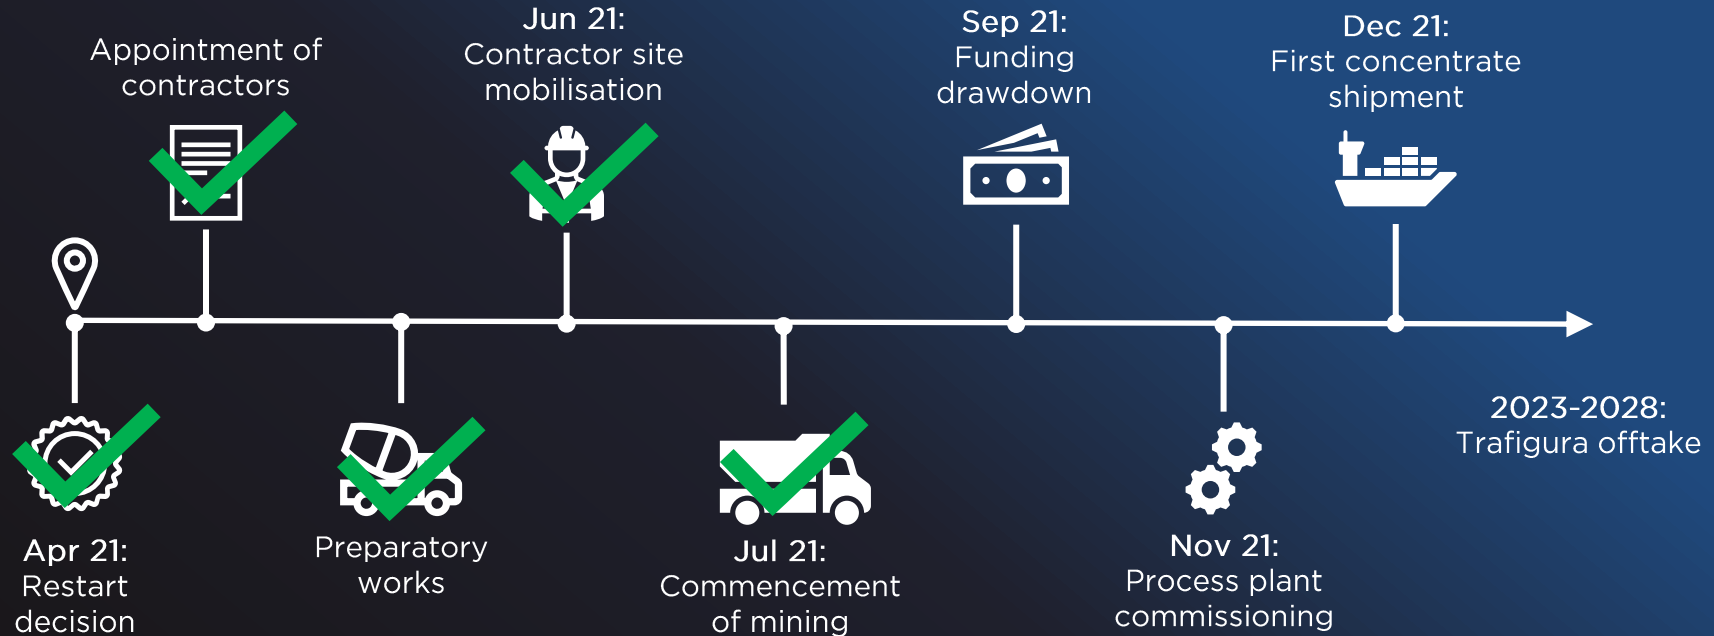 Appointment of
contractors
Jun 21:
Contractor site
mobilisation
Sep 21:
Funding
drawdown
Dec 21:
First concentrate
shipment
2023-2028:
Trafigura offtake
Apr 21:
Restart
decision
Preparatory
works
Jul 21:
Commencement
of mining
Nov 21:
Process plant
commissioning